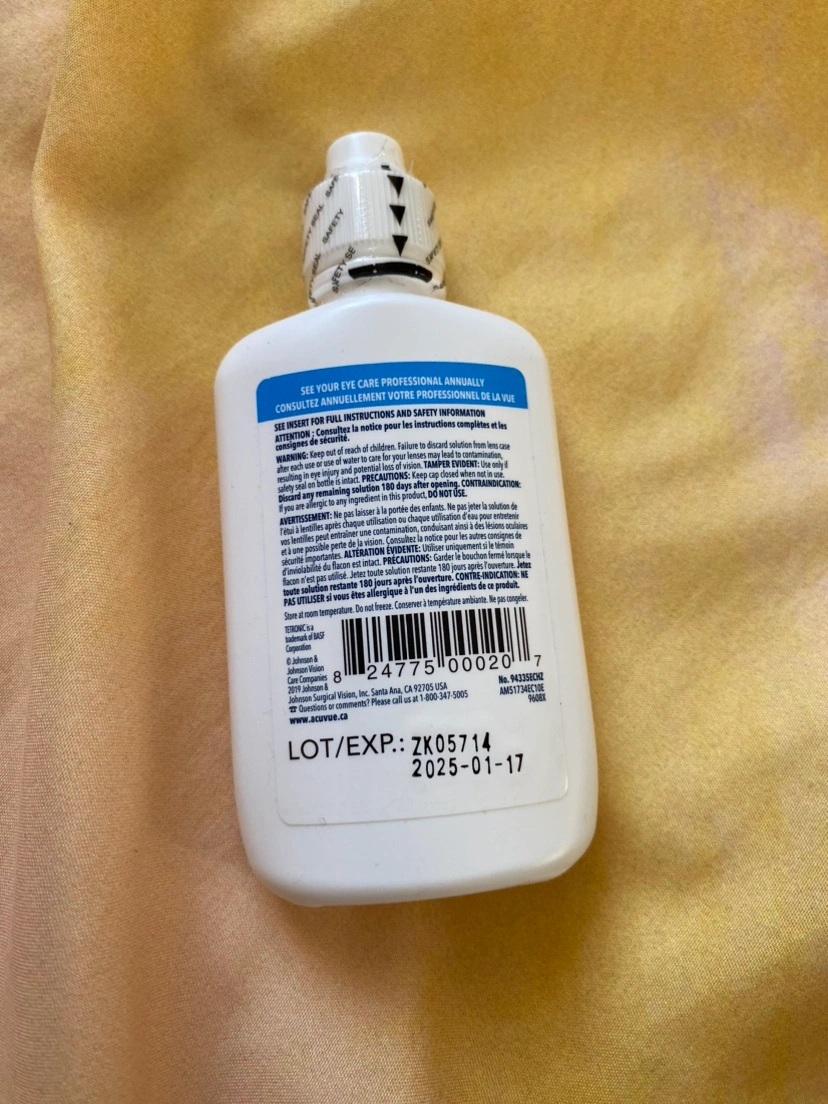 SAFETY SEAL SAFETY
SAFETY SE
SEE YOUR EYE CARE PROFESSIONAL ANNUALLY
CONSULTEZ ANNUELLEMENT VOTRE PROFESSIONNEL DE LA VUE
SEE INSERT FOR FULL INSTRUCTIONS AND SAFETY INFORMATION
ATTENTION : Consultez la notice pour les instructions complètes et les
consignes de sécurité.
WARNING: Keep out of reach of children. Failure to discard solution from lens case
after each use or use of water to care for your lenses may lead to contamination,
resulting in eye injury and potential loss of vision. TAMPER EVIDENT: Use only if
safety seal on bottle is intact. PRECAUTIONS: Keep cap closed when not in use.
Discard any remaining solution 180 days after opening. CONTRAINDICATION:
If you are allergic to any ingredient in this product, DO NOT USE.
AVERTISSEMENT: Ne pas laisser à la portée des enfants. Ne pas jeter la solution de
l'étui à lentilles après chaque utilisation ou chaque utilisation d'eau pour entretenir
vos lentilles peut entraîner une contamination, conduisant ainsi à des lésions oculaires
et à une possible perte de la vision. Consultez la notice pour les autres consignes de
sécurité importantes. ALTÉRATION ÉVIDENTE: Utiliser uniquement si le témoin
d'inviolabilité du flacon est intact. PRÉCAUTIONS: Garder le bouchon fermé lorsque le
flacon n'est pas utilisé. Jetez toute solution restante 180 jours après l'ouverture. Jetez
toute solution restante 180 jours après l'ouverture. CONTRE-INDICATION: NE
PAS UTILISER si vous êtes allergique à l'un des ingrédients de ce produit.
Store at room temperature. Do not freeze. Conserver à température ambiante. Ne pas congeler.
TETRONIC is a
trademark of BASF
Corporation
© Johnson &
Johnson Vision
Care Companies
2019 Johnson &
Johnson Surgical Vision, Inc. Santa Ana, CA 92705 USA
☎ Questions or comments? Please call us at 1-800-347-5005
www.acuvue.ca
8 24775 00020 7
No. 94335ECHZ
AM51734EC10E
9608X
LOT/EXP.: ZK05714
2025-01-17